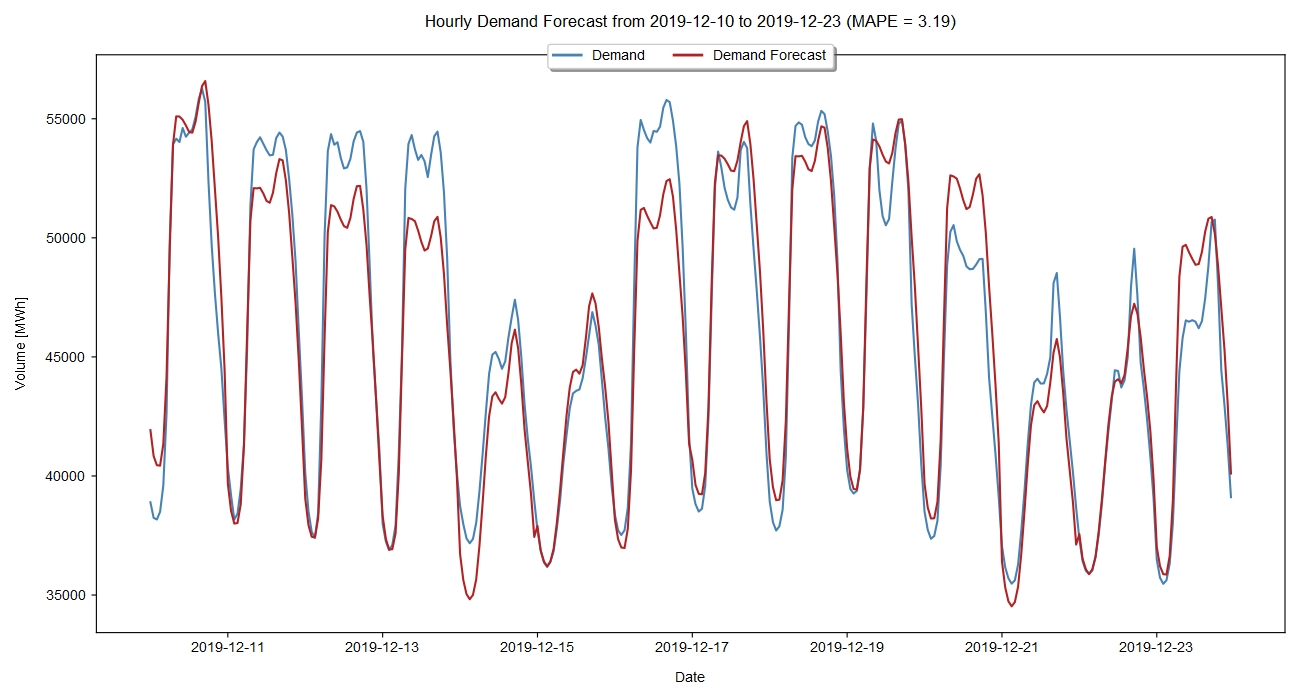 Hourly Demand Forecast from 2019-12-10 to 2019-12-23 (MAPE = 3.19)
Demand
Demand Forecast
55000
50000
45000
40000
35000
Volume [MWh]
2019-12-11
2019-12-13
2019-12-15
2019-12-17
2019-12-19
2019-12-21
2019-12-23
Date